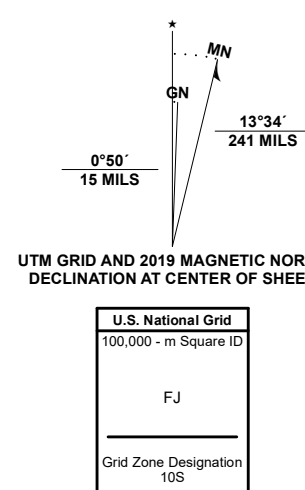 ★
MN
GN
13°34´
241 MILS
0°50´
15 MILS
UTM GRID AND 2019 MAGNETIC NOR
DECLINATION AT CENTER OF SHEE
U.S. National Grid
100,000 - m Square ID
FJ
Grid Zone Designation
10S